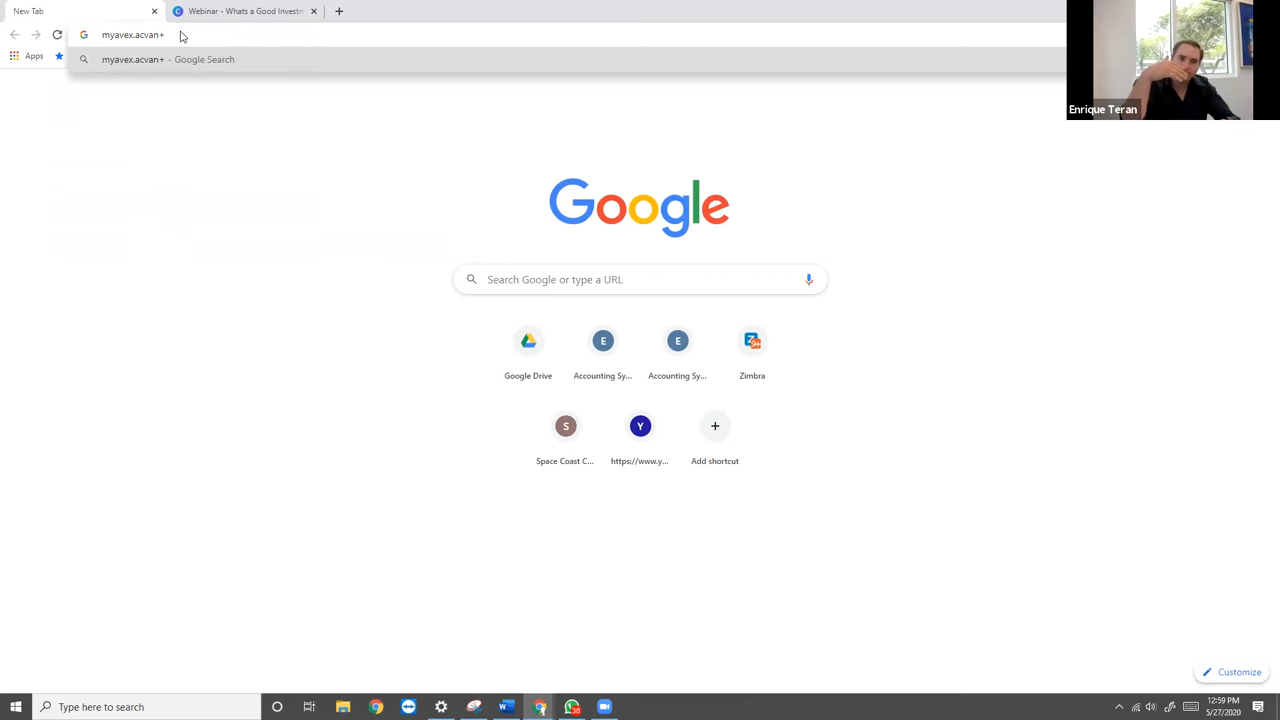 New Tab
Webinar - Whats a Good Invest
myavex.acvan+
Apps
myavex.acvan+ - Google Search
Enrique Teran
Google
Search Google or type a URL
E
E
Google Drive
Accounting Sy...
Accounting Sy...
Zimbra
S
Y
Space Coast C...
https://www.y...
Add shortcut
Customize
Type here to search
38
12:59 PM
5/27/2020